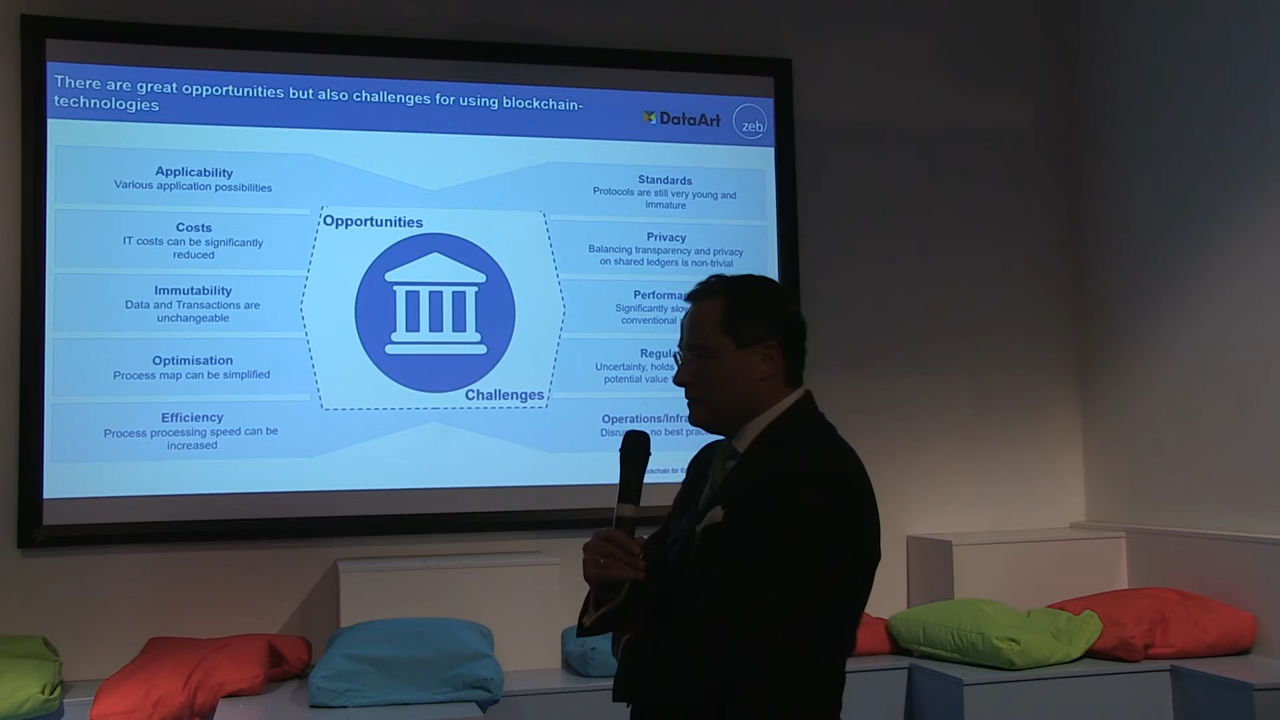 There are great opportunities but also challenges for using blockchain-
technologies
DataArt
zeb
Applicability
Various application possibilities
Costs
IT costs can be significantly
reduced
Immutability
Data and Transactions are
unchangeable
Optimisation
Process map can be simplified
Efficiency
Process processing speed can be
increased
Opportunities
Challenges
Standards
Protocols are still very young and
immature
Privacy
Balancing transparency and privacy
on shared ledgers is non-trivial
Performa
Significantly slo
conventional
Regula
Uncertainty, holds
potential value
Operations/Infra
no best prac